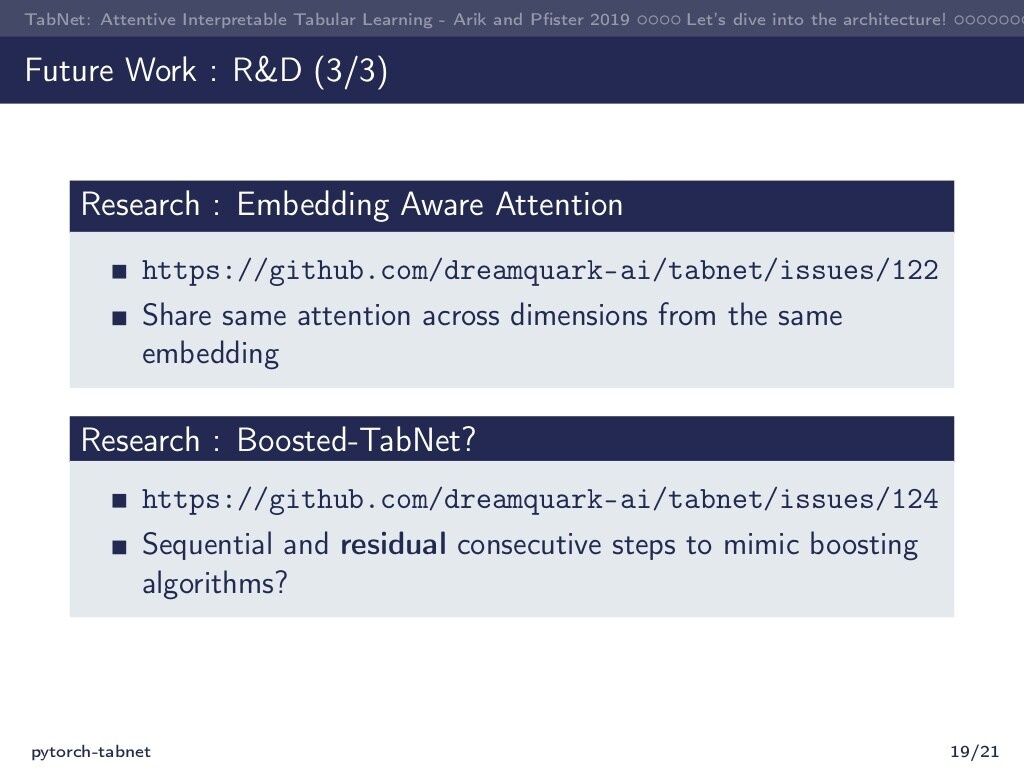 TabNet: Attentive Interpretable Tabular Learning - Arik and Pfister 2019 Let's dive into the architecture!
Future Work : R&D (3/3)
Research : Embedding Aware Attention
https://github.com/dreamquark-ai/tabnet/issues/122
Share same attention across dimensions from the same
embedding
Research : Boosted-TabNet?
https://github.com/dreamquark-ai/tabnet/issues/124
Sequential and residual consecutive steps to mimic boosting
algorithms?
pytorch-tabnet
19/21